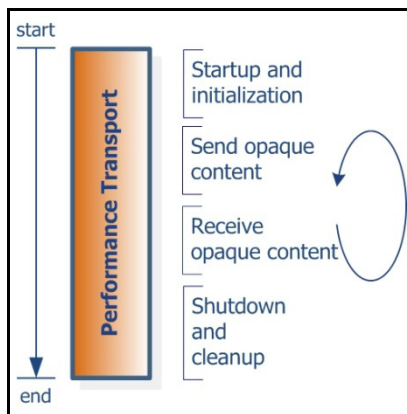 start
Performance Transport
Startup and
initialization
Send opaque
content
Receive
opaque content
Shutdown
and
cleanup
end